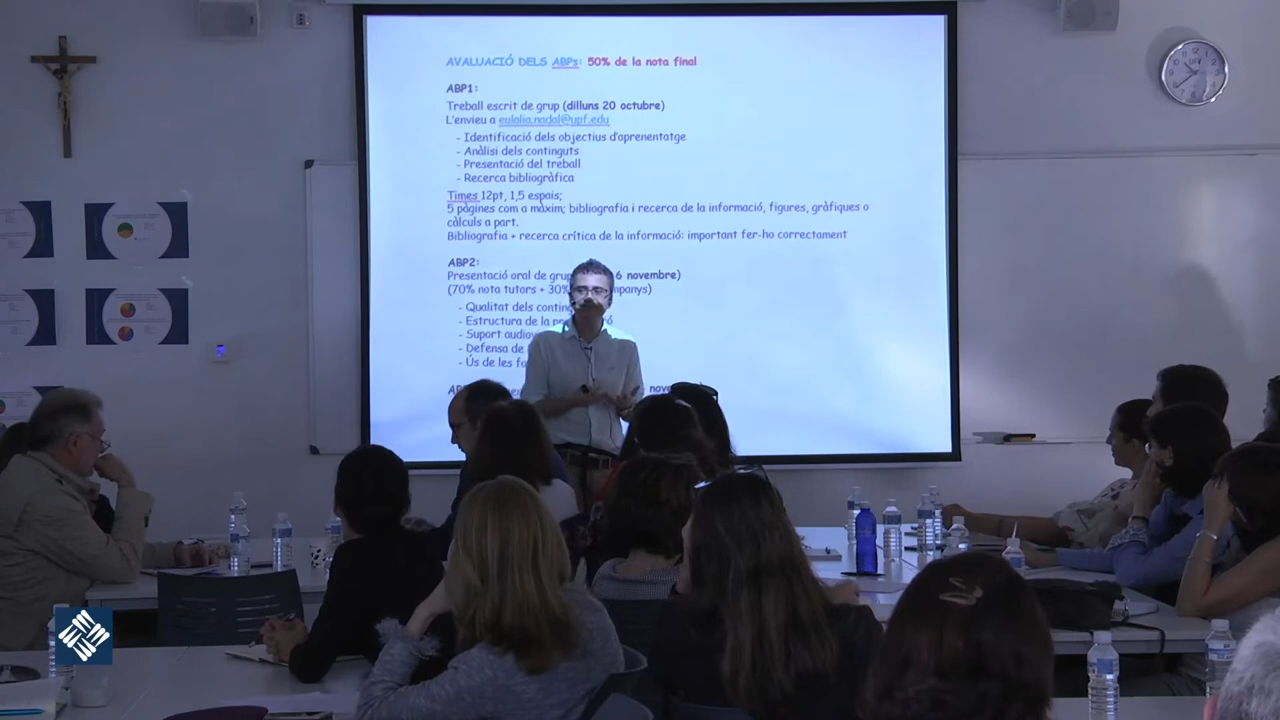 AVALUACIÓ DELS ABPs: 50% de la nota final
ABP1:
Treball escrit de grup (dilluns 20 octubre)
L'envieu a eulalia.nadal@upf.edu
- Identificació dels objectius d'aprenentatge
- Anàlisi dels continguts
- Presentació del treball
- Recerca bibliogràfica
Times 12pt, 1,5 espais;
5 pàgines com a màxim; bibliografia i recerca de la informació, figures, gràfiques o
càlculs a part.
Bibliografia + recerca crítica de la informació: important fer-ho correctament
ABP2:
Presentació oral de grup 6 novembre)
(70% nota tutors + 30%
- Qualitat dels
- Estructura de la
- Suport
- Defensa de
- Ús de les
UFV